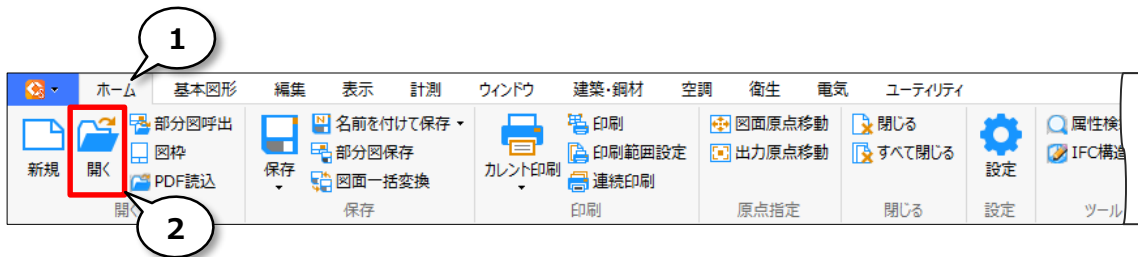 1
ホーム 基本図形 編集 表示 計測 ウィンドウ 建築・鋼材 空調 衛生 電気 ユーティリティ
新規
開く
部分図呼出
図枠
PDF読込
開く
保存
名前を付けて保存
部分図保存
図面一括変換
保存
カレント印刷
印刷
印刷範囲設定
連続印刷
印刷
図面原点移動
出力原点移動
原点指定
閉じる
すべて閉じる
閉じる
設定
設定
属性検
IFC構造
ツール
2